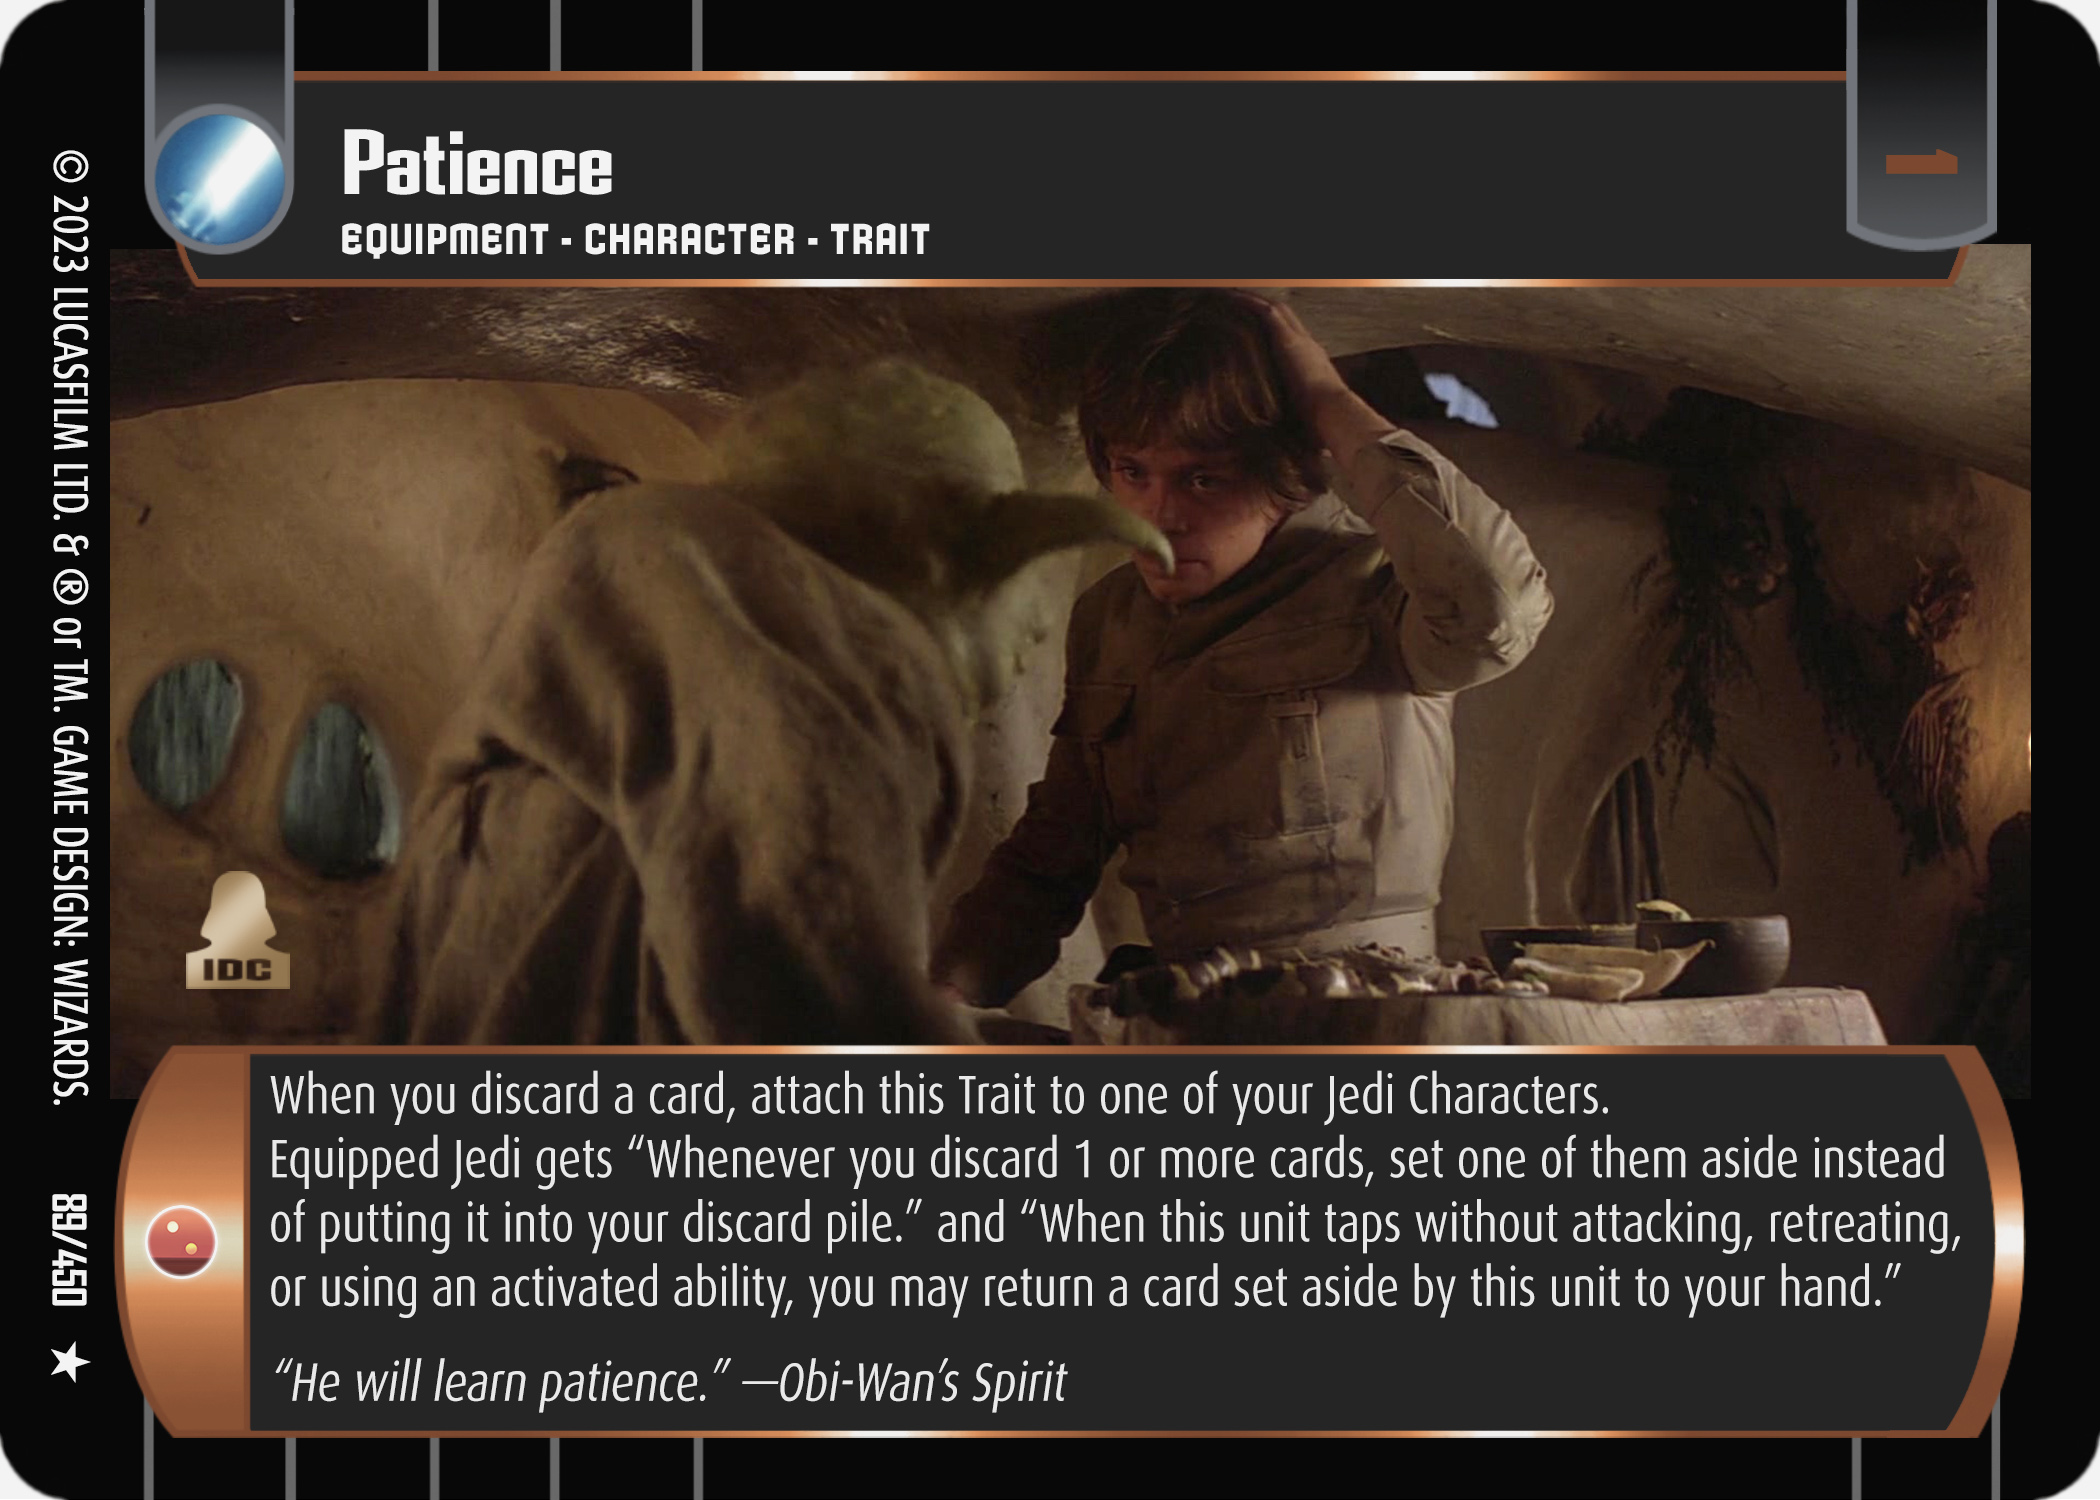 Patience
EQUIPMENT - CHARACTER - TRAIT
1
IDC
When you discard a card, attach this Trait to one of your Jedi Characters.
Equipped Jedi gets “Whenever you discard 1 or more cards, set one of them aside instead
of putting it into your discard pile.” and “When this unit taps without attacking, retreating,
or using an activated ability, you may return a card set aside by this unit to your hand.”
“He will learn patience.” —Obi-Wan’s Spirit
© 2023 LUCASFILM LTD. & ® or TM. GAME DESIGN: WIZARDS. 89/450 ★